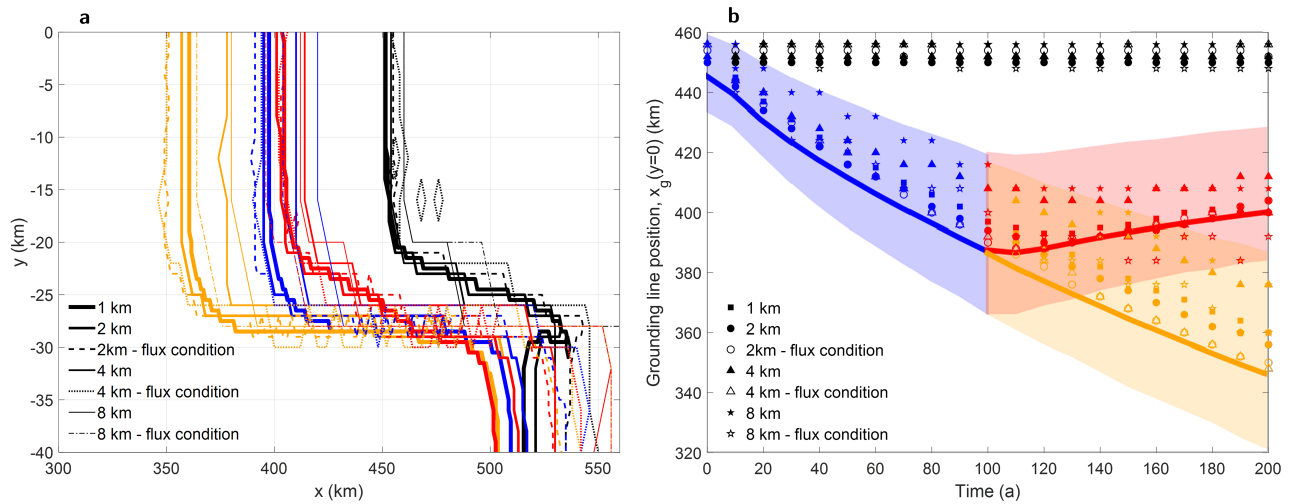 a
0
-5
-10
-15
-20
-25
-30
-35
-40
y (km)
1 km
2 km
2km - flux condition
4 km
4 km - flux condition
8 km
8 km - flux condition
300
350
400
450
500
550
x (km)
b
460
440
420
400
380
360
340
320
Grounding line position, x_g(y=0) (km)
1 km
2 km
2km - flux condition
4 km
4 km - flux condition
8 km
8 km - flux condition
0
20
40
60
80
100
120
140
160
180
200
Time (a)